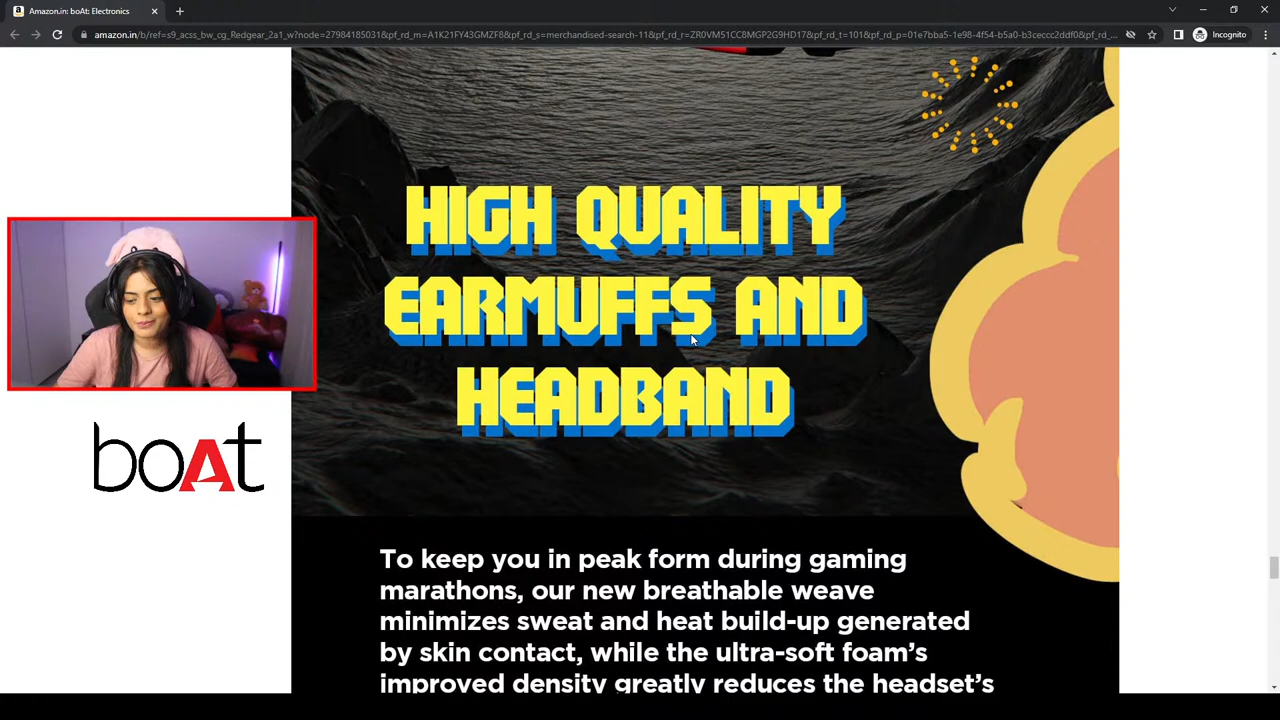 Amazon.in: boAt: Electronics
amazon.in/b/ref=s9_acss_bw_cg_Redgear_2a1_w?node=27984185031&pf_rd_m=A1K21FY43GMZF8&pf_rd_s=merchandised-search-11&pf_rd_r=ZR0VM51CC8MGP2G9HD17&pf_rd_t=101&pf_rd_p=01e7bba5-1e98-4f54-b5a0-b3ceccc2ddf0&pf_rd_...
Incognito
HIGH QUALITY
EARMUFFS AND
HEADBAND
boAt
To keep you in peak form during gaming
marathons, our new breathable weave
minimizes sweat and heat build-up generated
by skin contact, while the ultra-soft foam's
improved density greatly reduces the headset's